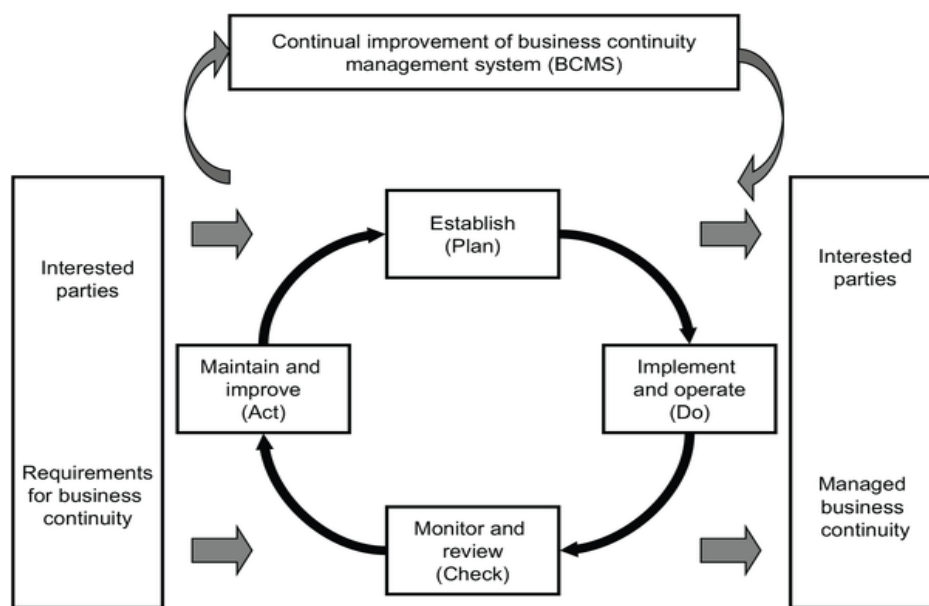 Continual improvement of business continuity
management system (BCMS)
Establish
(Plan)
Interested
parties
Interested
parties
Maintain and
improve
(Act)
Implement
and operate
(Do)
Requirements
for business
continuity
Managed
business
continuity
Monitor and
review
(Check)